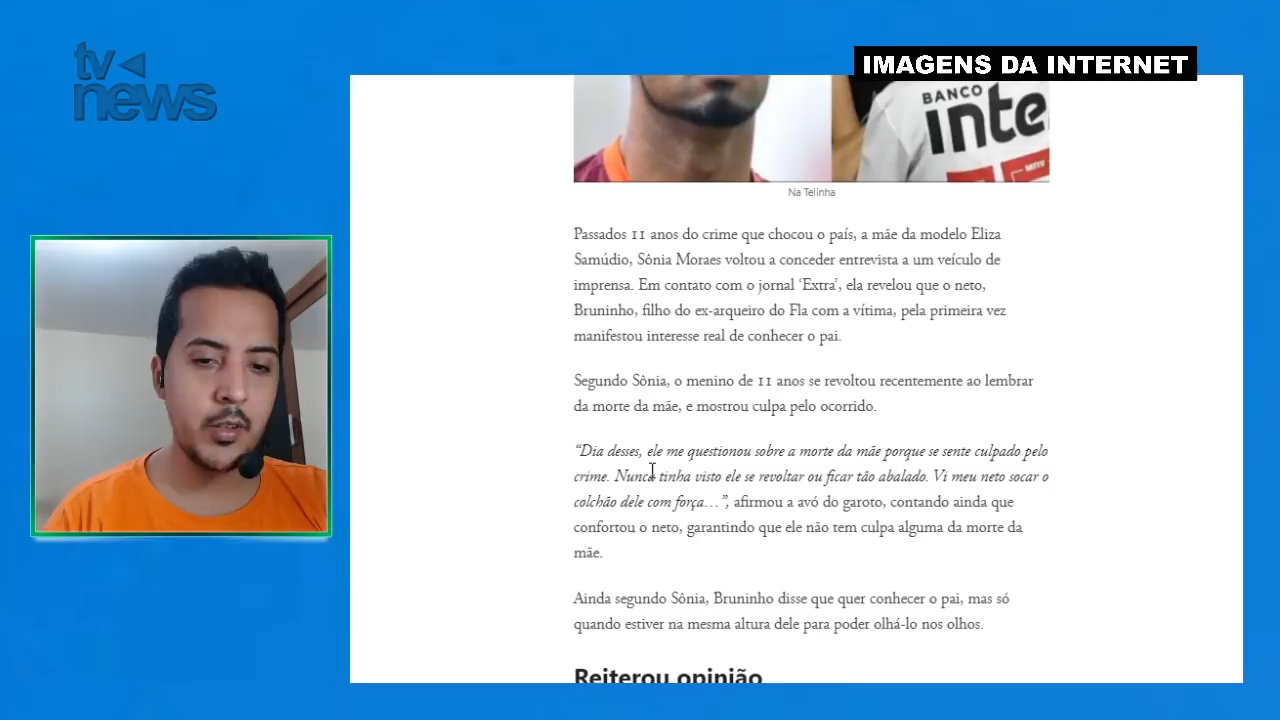 tv
news
IMAGENS DA INTERNET
BANCO
inte
Na Telinha
Passados 11 anos do crime que chocou o país, a mãe da modelo Eliza
Samúdio, Sônia Moraes voltou a conceder entrevista a um veículo de
imprensa. Em contato com o jornal ‘Extra’, ela revelou que o neto,
Bruninho, filho do ex-arqueiro do Fla com a vítima, pela primeira vez
manifestou interesse real de conhecer o pai.
Segundo Sônia, o menino de 11 anos se revoltou recentemente ao lembrar
da morte da mãe, e mostrou culpa pelo ocorrido.
“Dia desses, ele me questionou sobre a morte da mãe porque se sente culpado pelo
crime. Nunca tinha visto ele se revoltar ou ficar tão abalado. Vi meu neto socar o
colchão dele com força…”, afirmou a avó do garoto, contando ainda que
confortou o neto, garantindo que ele não tem culpa alguma da morte da
mãe.
Ainda segundo Sônia, Bruninho disse que quer conhecer o pai, mas só
quando estiver na mesma altura dele para poder olhá-lo nos olhos.
Reiterou opinião